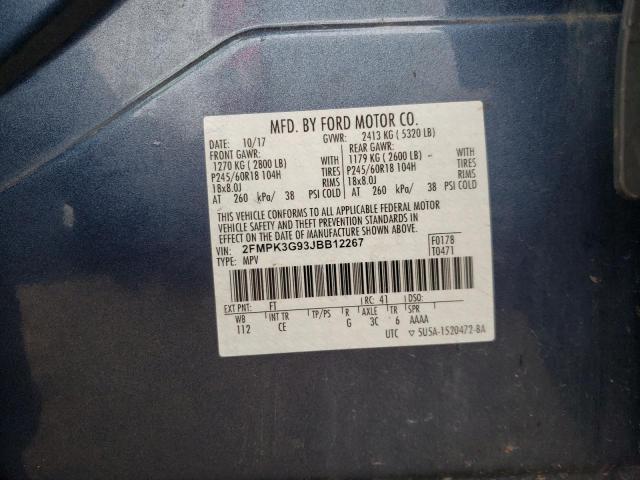 MFD. BY FORD MOTOR CO.
DATE: 10/17 GVWR: 2413 KG ( 5320 LB)
FRONT GAWR: REAR GAWR:
1270 KG ( 2800 LB) WITH 1179 KG ( 2600 LB) WITH
P245/60R18 104H TIRES P245/60R18 104H TIRES
18x8.0J RIMS 18x8.0J RIMS
AT 260 kPa/ 38 PSI COLD AT 260 kPa/ 38 PSI COLD
THIS VEHICLE CONFORMS TO ALL APPLICABLE FEDERAL MOTOR
VEHICLE SAFETY AND THEFT PREVENTION STANDARDS IN
EFFECT ON THE DATE OF MANUFACTURE SHOWN ABOVE.
VIN: 2FMPK3G93JBB12267 F0178
TYPE: MPV T0471
EXT PNT: FT RC: 41 DSO:
WB INT TR TP/PS R AXLE TR SPR
112 CE G 3C 6 AAAA
UTC ▽ 5U5A-1520472-BA